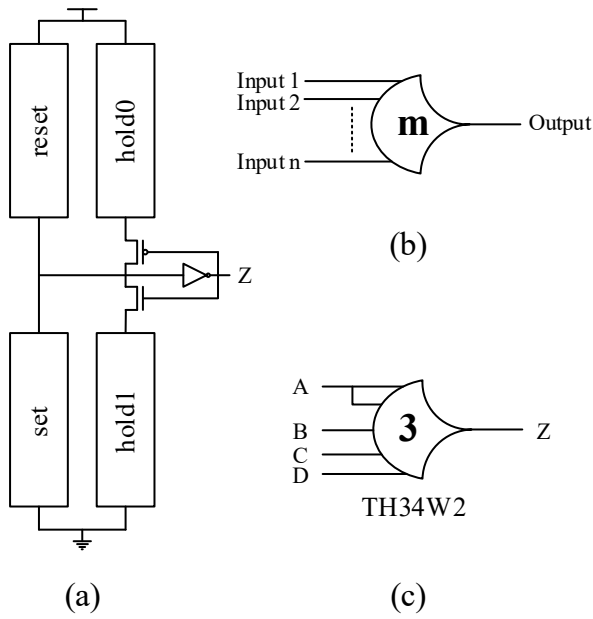 reset
hold0
Z
set
hold1
(a)
Input 1
Input 2
Input n
m
Output
(b)
A
B
C
D
3
Z
TH34W2
(c)